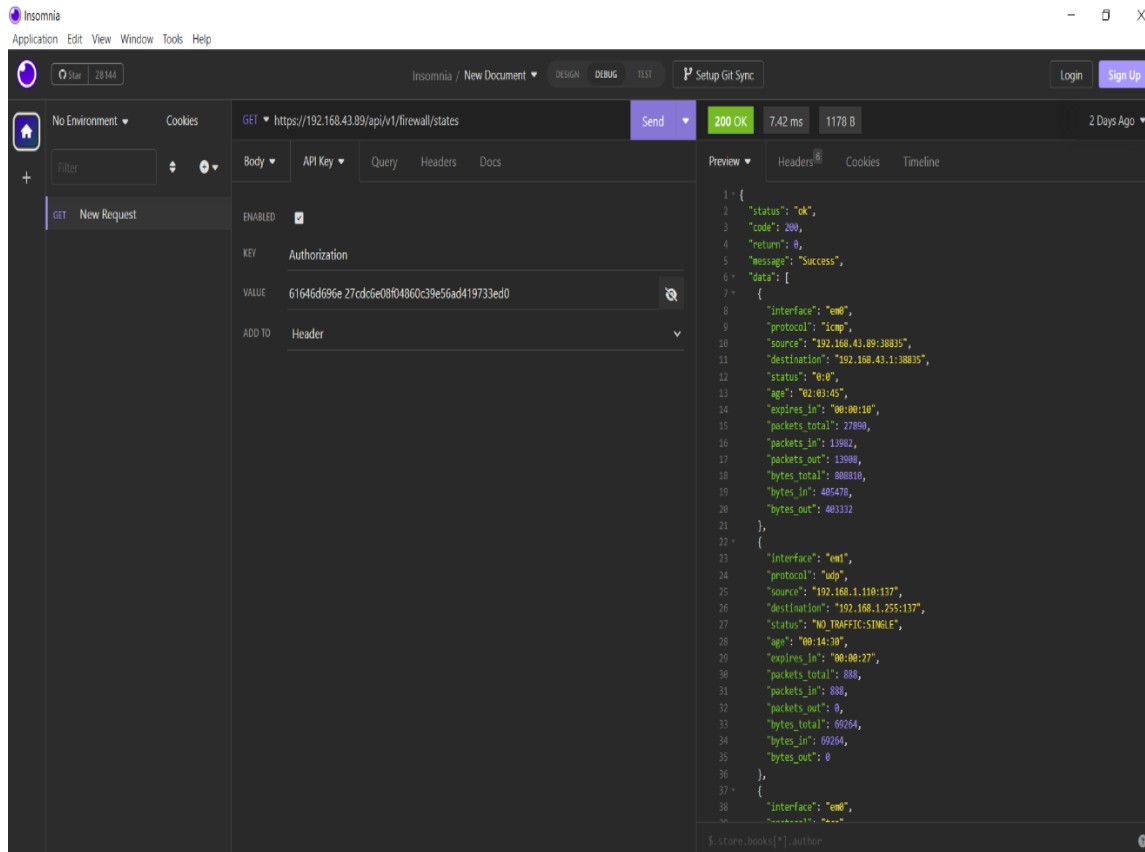 Insomnia
Application Edit View Window Tools Help
Star 28144
Insomnia / New Document
DESIGN DEBUG TEST
Setup Git Sync
Login
Sign Up
No Environment
Cookies
Filter
GET New Request
GET https://192.168.43.89/api/v1/firewall/states
Send
Body API Key Query Headers Docs
ENABLED
KEY Authorization
VALUE 61646d696e 27cdc6e08f04860c39e56ad419733ed0
ADD TO Header
200 OK 7.42 ms 1178 B
2 Days Ago
Preview Headers 6 Cookies Timeline
1 {
2 "status": "ok",
3 "code": 200,
4 "return": 0,
5 "message": "Success",
6 "data": [
7 {
8 "interface": "em0",
9 "protocol": "icmp",
10 "source": "192.168.43.89:38835",
11 "destination": "192.168.43.1:38835",
12 "status": "0:0",
13 "age": "02:03:45",
14 "expires_in": "00:00:10",
15 "packets_total": 27890,
16 "packets_in": 13982,
17 "packets_out": 13908,
18 "bytes_total": 808810,
19 "bytes_in": 405478,
20 "bytes_out": 403332
21 },
22 {
23 "interface": "em1",
24 "protocol": "udp",
25 "source": "192.168.1.110:137",
26 "destination": "192.168.1.255:137",
27 "status": "NO_TRAFFIC:SINGLE",
28 "age": "00:14:30",
29 "expires_in": "00:00:27",
30 "packets_total": 888,
31 "packets_in": 888,
32 "packets_out": 0,
33 "bytes_total": 69264,
34 "bytes_in": 69264,
35 "bytes_out": 0
36 },
37 {
38 "interface": "em0",
$.store.books[*].author